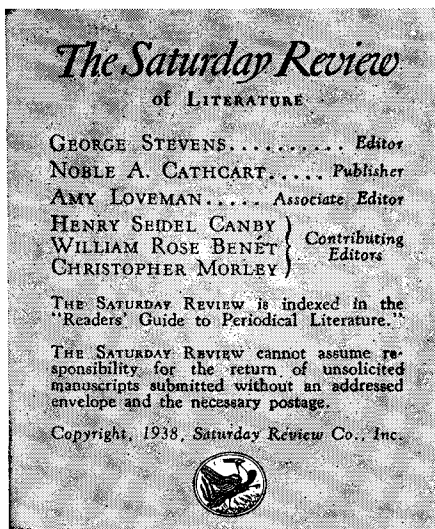 The Saturday Review
of LITERATURE
GEORGE STEVENS.......... Editor
NOBLE A. CATHCART..... Publisher
AMY LOVEMAN..... Associate Editor
HENRY SEIDEL CANBY
WILLIAM ROSE BENÉT
CHRISTOPHER MORLEY
Contributing
Editors
THE SATURDAY REVIEW is indexed in the
"Readers' Guide to Periodical Literature."
THE SATURDAY REVIEW cannot assume re-
sponsibility for the return of unsolicited
manuscripts submitted without an addressed
envelope and the necessary postage.
Copyright, 1938, Saturday Review Co., Inc.